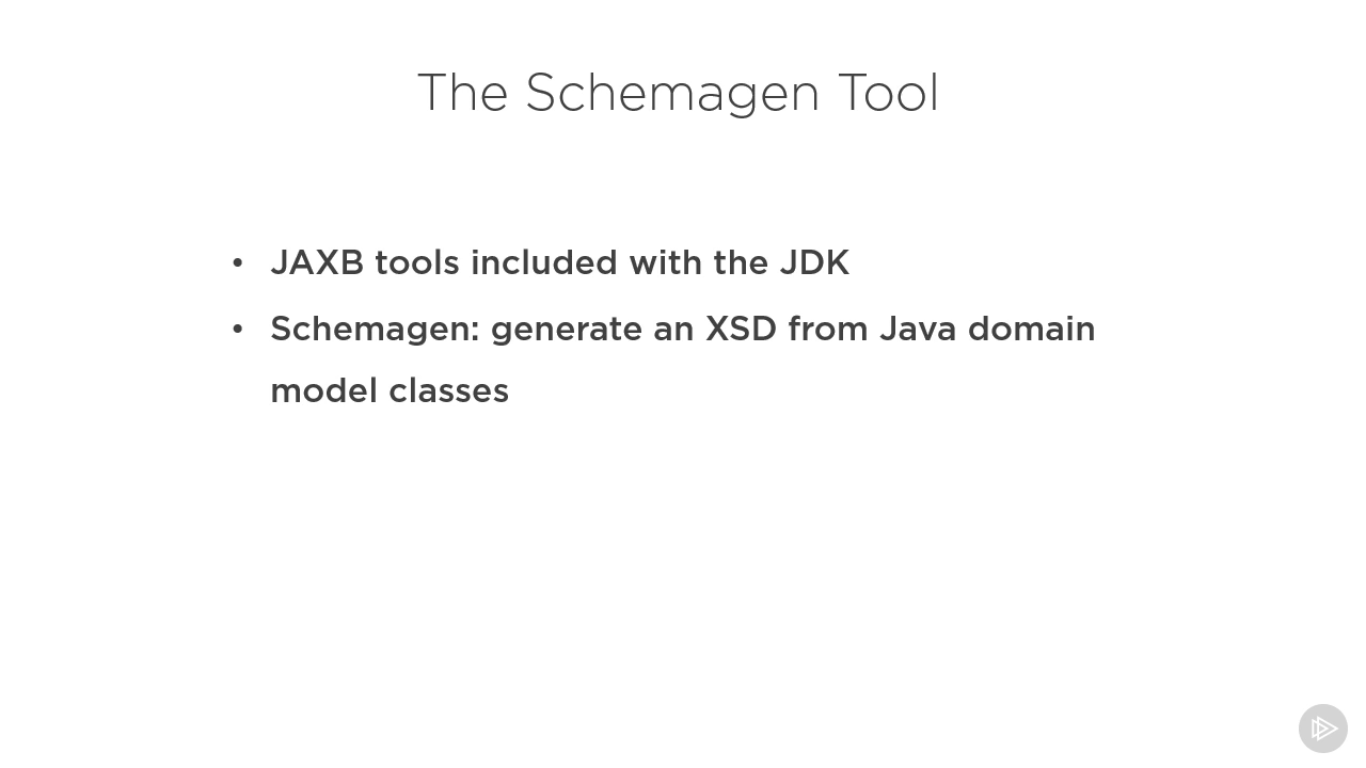 The Schemagen Tool
• JAXB tools included with the JDK
• Schemagen: generate an XSD from Java domain
model classes